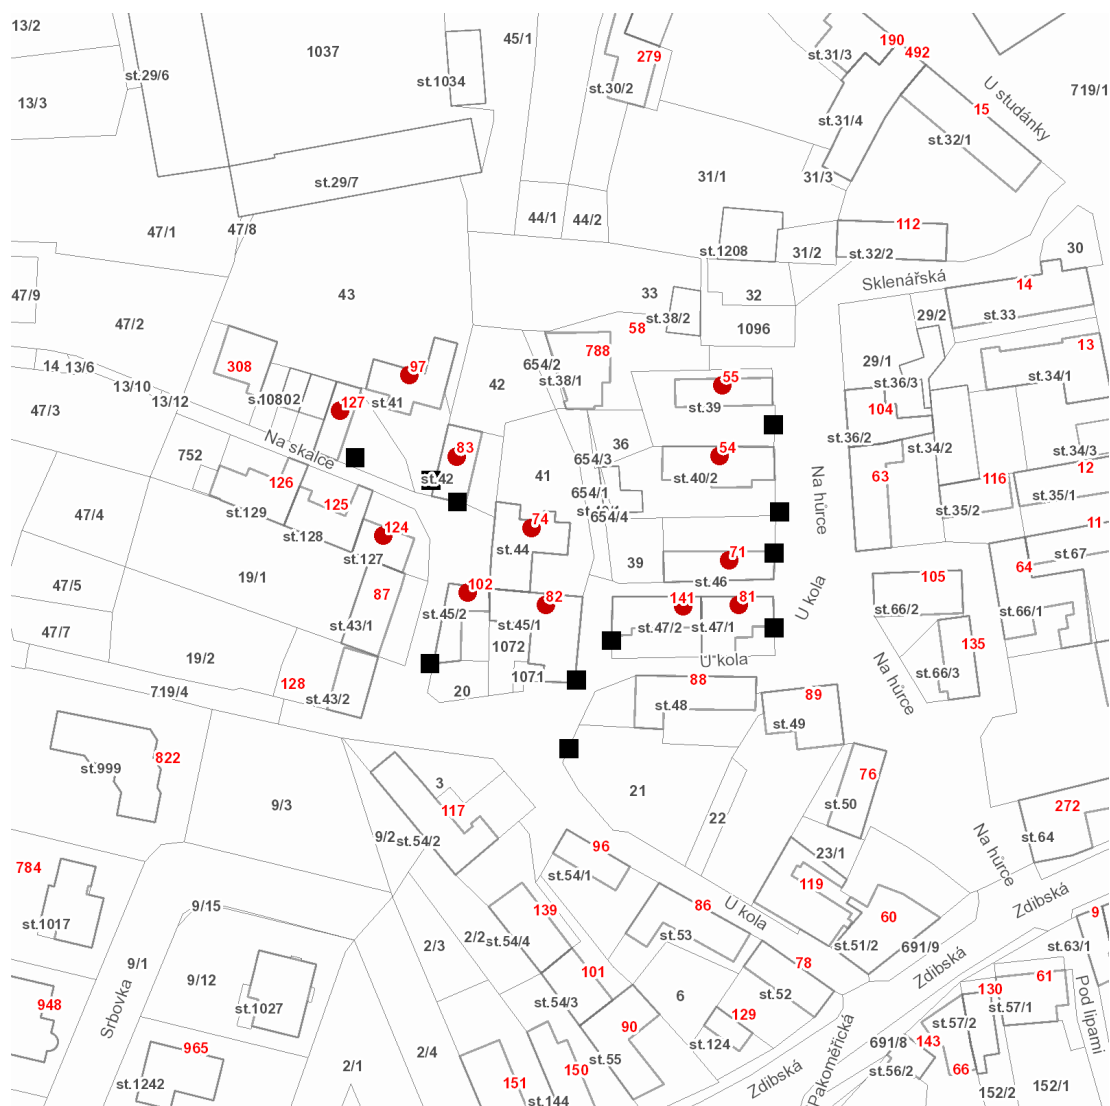 13/2
1037
45/1
279
st.31/3
190
492
st.29/6
st.1034
st.30/2
719/1
13/3
U studánky
15
st.31/4
st.32/1
st.29/7
31/1
31/3
44/1
44/2
47/1
47/8
112
st.1208
31/2
st.32/2
30
Sklenářská
14
47/9
43
33
32
st.38/2
29/2
st.33
47/2
58
1096
788
13
14
13/6
308
97
654/2
29/1
13/10
42
st.38/1
55
st.36/3
st.34/1
13/12
st.41
47/3
127
st.39
104
36
Na skalce
st.36/2
83
54
st.34/2
st.34/3
752
654/3
12
st.42
41
st.40/2
Na hůrce
63
116
126
654/1
st.35/1
125
st.35/2
st.129
654/4
47/4
74
11
124
st.128
st.44
71
st.67
st.127
39
64
19/1
st.46
105
47/5
102
87
82
141
81
st.45/2
U kola
st.66/2
st.66/1
st.43/1
st.45/1
st.47/2
st.47/1
47/7
1072
135
19/2
U kola
Na hůrce
1071
88
st.66/3
128
719/4
20
89
st.43/2
st.48
st.49
822
st.999
76
3
21
9/3
117
st.50
272
22
9/2
st.54/2
st.64
96
23/1
Na hůrce
784
st.54/1
119
Zdibská
9/15
139
86
U kola
60
9
st.1017
st.53
2/3
2/2
st.54/4
st.51/2
691/9
st.63/1
9/1
78
Zdibská
101
61
9/12
6
130
948
st.1027
st.54/3
st.52
st.57/1
Srbovka
90
129
st.57/2
Pod lipami
965
st.124
143
691/8
2/4
st.55
Pakoměřická
2/1
150
66
st.56/2
st.1242
151
Zdibská
152/2
152/1
st.144